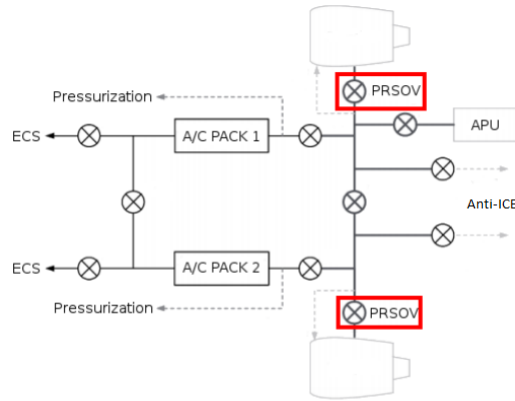 PRSOV
Pressurization
ECS
A/C PACK 1
APU
Anti-ICE
ECS
A/C PACK 2
Pressurization
PRSOV